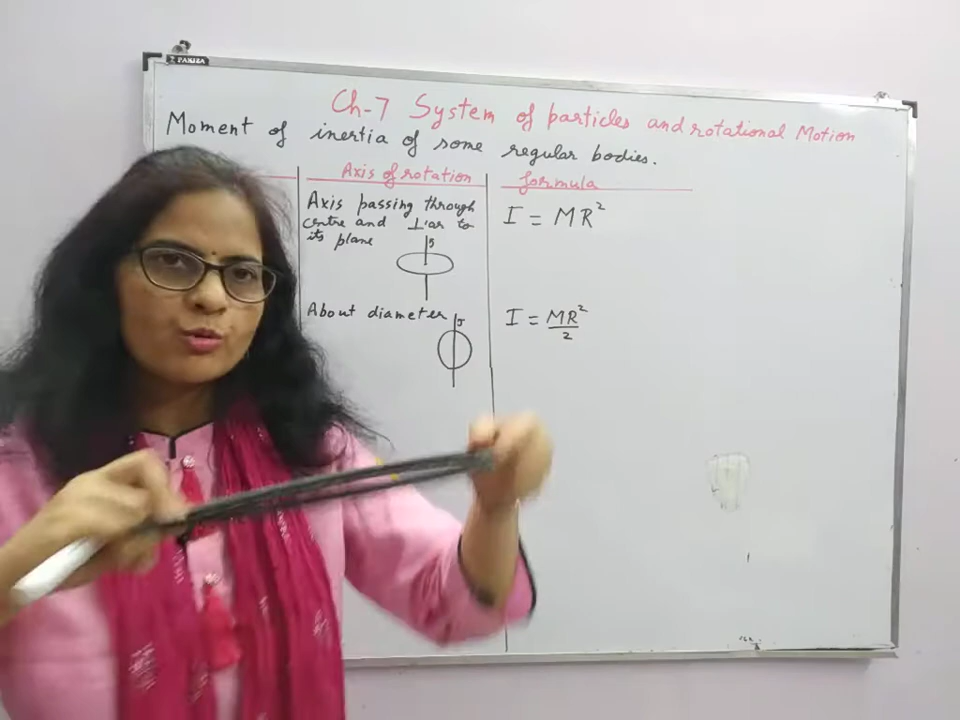 PARKZA
Ch-7 System of particles and rotational Motion
Moment of inertia of some regular bodies.
Axis of rotation
formula
Axis passing through
centre and ⊥'ar to
its plane
I = MR²
About diameter
I = MR²/2